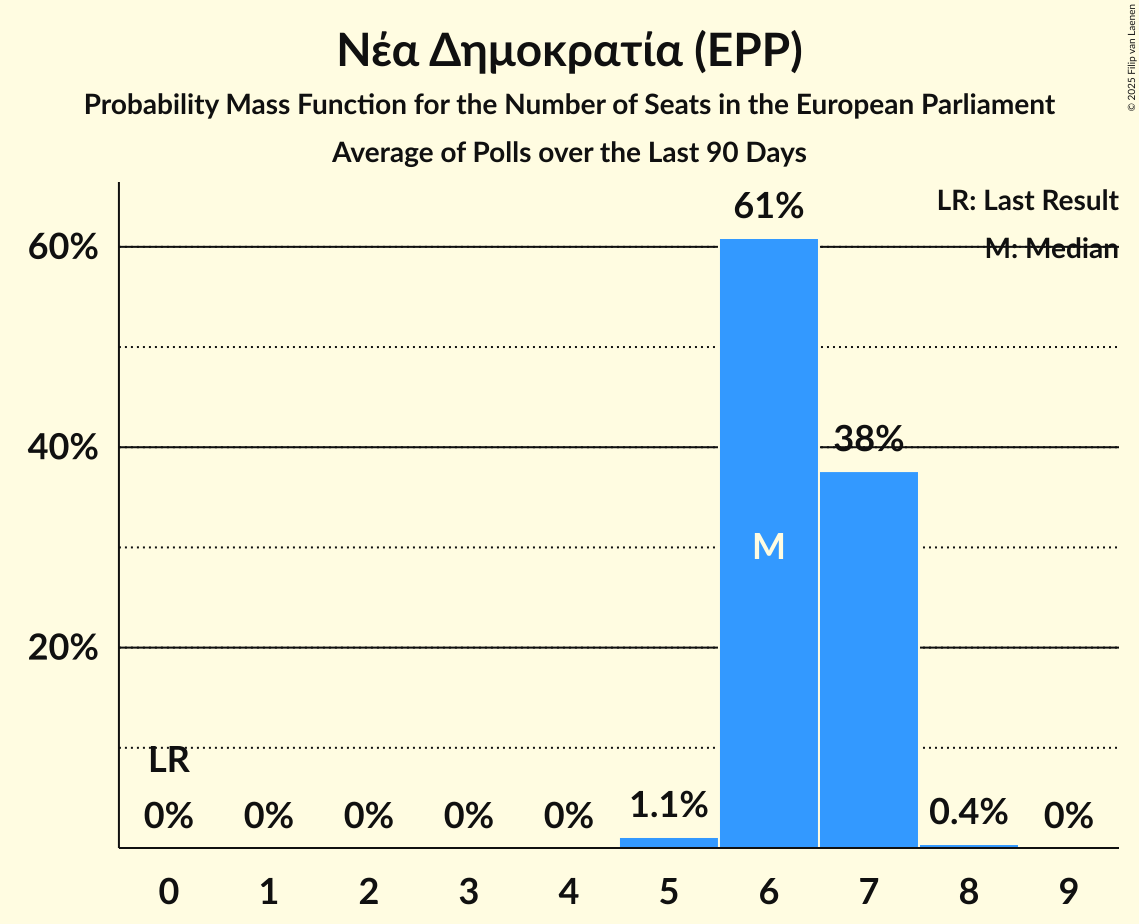 Νέα Δημοκρατία (EPP)
Probability Mass Function for the Number of Seats in the European Parliament
Average of Polls over the Last 90 Days
© 2025 Filip van Laenen
LR: Last Result
M: Median
61%
60%
38%
40%
M
20%
LR
0% 0% 0% 0% 0% 1.1% 0.4% 0%
0 1 2 3 4 5 6 7 8 9